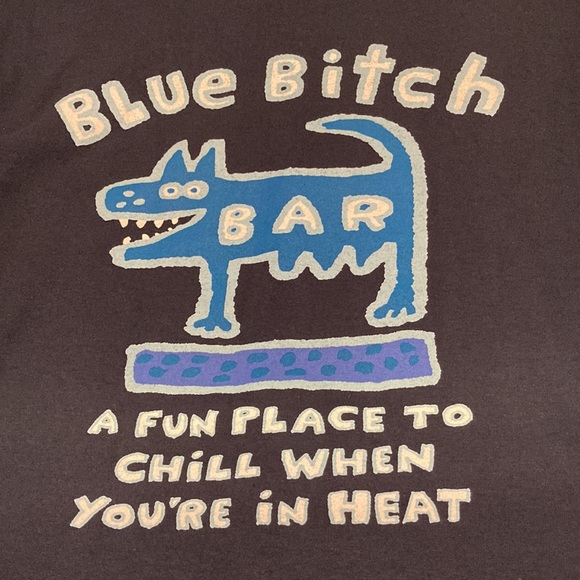 Blue Bitch
BAR
A FUN PLACE TO
CHiLL WHEN
YOU'RE iN HEAT